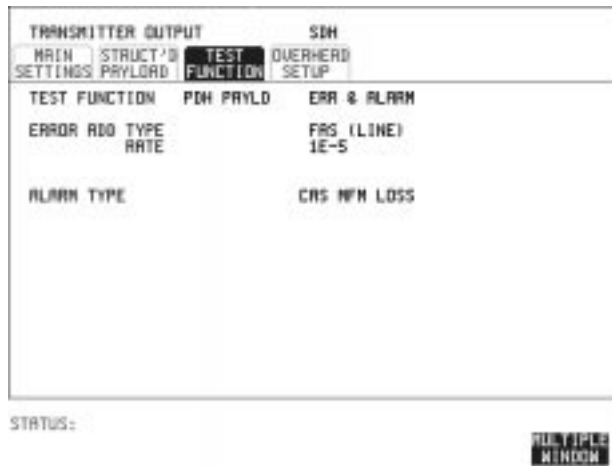 TRANSMITTER OUTPUT SDH
MAIN SETTINGS STRUCT'D PAYLOAD TEST FUNCTION OVERHEAD SETUP
TEST FUNCTION PDH PAYLD ERR & ALARM
ERROR ADD TYPE FAS (LINE)
RATE 1E-5
ALARM TYPE CAS MFM LOSS
STATUS:
MULTIPLE
WINDOW